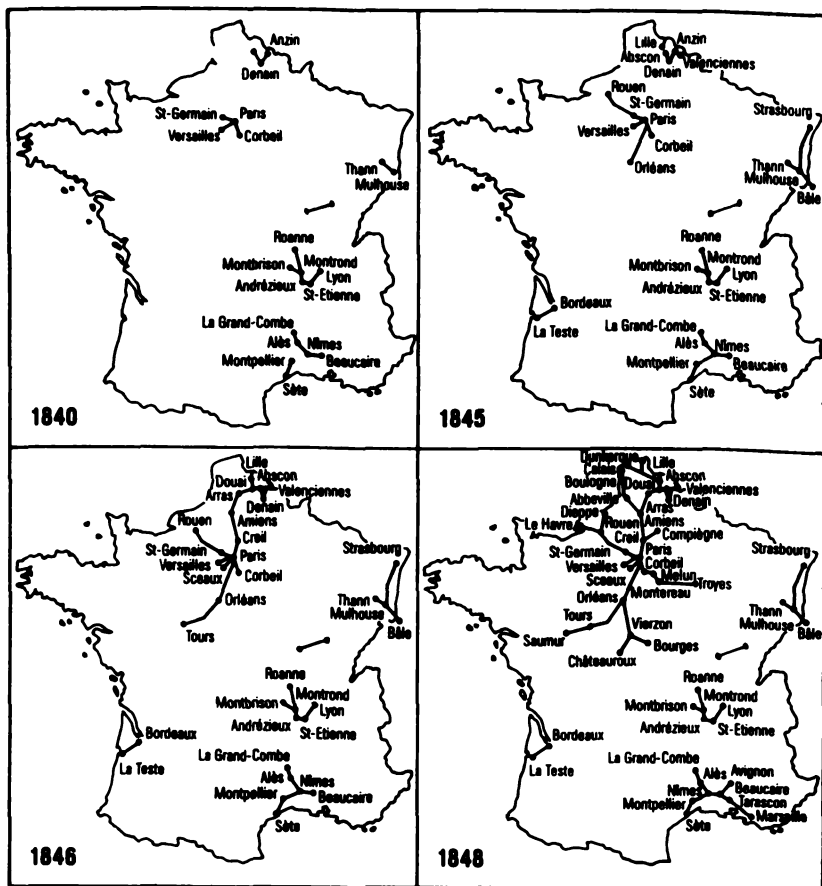 Anzin
Denain
St-Germain
Paris
Versailles
Corbeil
Thann
Mulhouse
Roanne
Montrond
Montbrison
Lyon
Andrézieux
St-Etienne
La Grand-Combe
Alès
Nîmes
Montpellier
Beaucaire
Sète
1840
Lille
Anzin
Abscon
Valenciennes
Denain
Rouen
St-Germain
Paris
Versailles
Corbeil
Orléans
Strasbourg
Thann
Mulhouse
Bâle
Roanne
Montrond
Montbrison
Lyon
Andrézieux
St-Etienne
Bordeaux
La Teste
La Grand-Combe
Alès
Nîmes
Montpellier
Beaucaire
Sète
1845
Lille
Douai
Abscon
Valenciennes
Arras
Denain
Amiens
Rouen
Creil
St-Germain
Paris
Versailles
Sceaux
Corbeil
Orléans
Tours
Strasbourg
Thann
Mulhouse
Bâle
Roanne
Montrond
Montbrison
Lyon
Andrézieux
St-Etienne
Bordeaux
La Teste
La Grand-Combe
Alès
Nîmes
Montpellier
Beaucaire
Sète
1846
Dunkerque
Lille
Calais
Abscon
Boulogne
Douai
Valenciennes
Abbeville
Denain
Dieppe
Arras
Le Havre
Rouen
Amiens
Creil
Compiègne
St-Germain
Paris
Versailles
Corbeil
Sceaux
Melun
Troyes
Orléans
Montereau
Tours
Vierzon
Saumur
Bourges
Châteauroux
Strasbourg
Thann
Mulhouse
Bâle
Roanne
Montrond
Montbrison
Lyon
Andrézieux
St-Etienne
Bordeaux
La Teste
La Grand-Combe
Alès
Avignon
Nîmes
Beaucaire
Montpellier
Tarascon
Marseille
Sète
1848